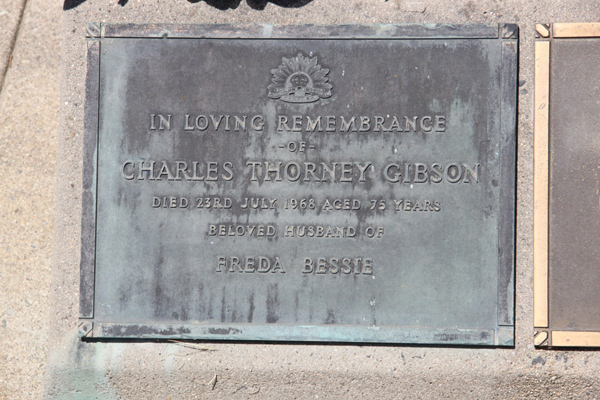 IN LOVING REMEMBRANCE
-OF-
CHARLES THORNEY GIBSON
DIED 23RD JULY 1968 AGED 75 YEARS
BELOVED HUSBAND OF
FREDA BESSIE